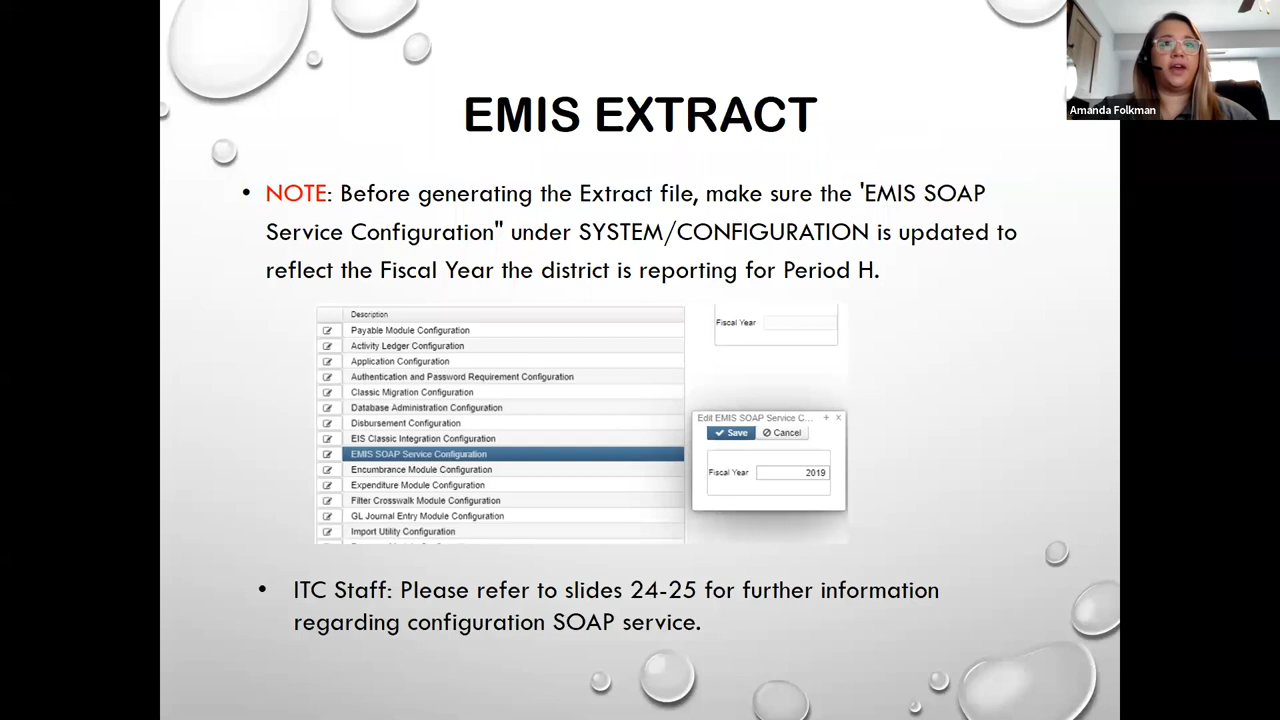 Amanda Folkman
EMIS EXTRACT
• NOTE: Before generating the Extract file, make sure the 'EMIS SOAP
Service Configuration" under SYSTEM/CONFIGURATION is updated to
reflect the Fiscal Year the district is reporting for Period H.
Description
Payable Module Configuration
Activity Ledger Configuration
Application Configuration
Authentication and Password Requirement Configuration
Classic Migration Configuration
Database Administration Configuration
Disbursement Configuration
EIS Classic Integration Configuration
EMIS SOAP Service Configuration
Encumbrance Module Configuration
Expenditure Module Configuration
Filter Crosswalk Module Configuration
GL Journal Entry Module Configuration
Import Utility Configuration
Fiscal Year
Edit EMIS SOAP Service C... + ×
Save Cancel
Fiscal Year 2019
• ITC Staff: Please refer to slides 24-25 for further information
regarding configuration SOAP service.